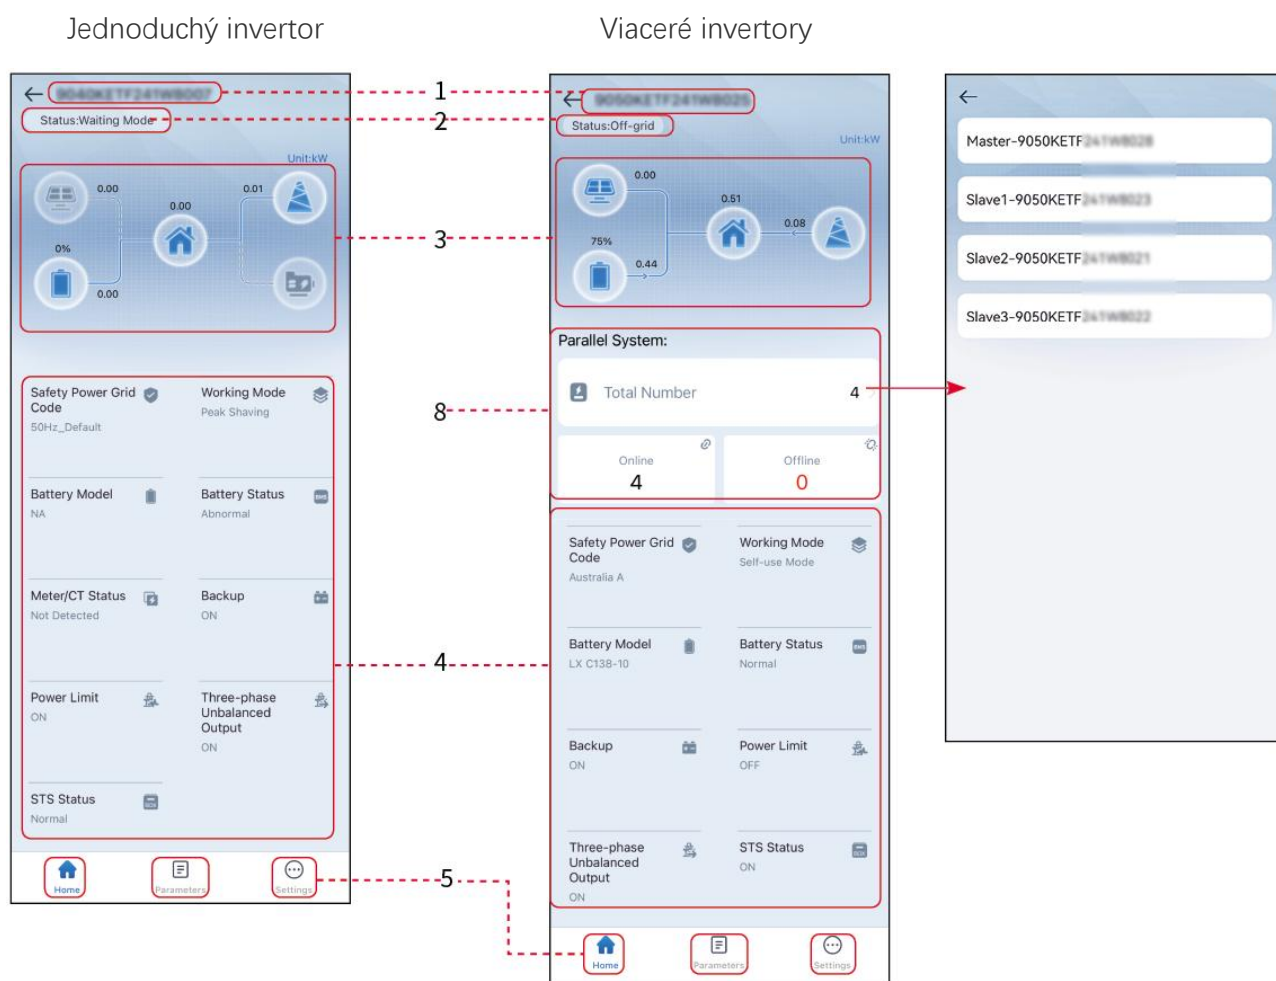 Jednoduchý invertor
Viaceré invertory
1
2
3
8
4
5
Status:Waiting Mode
Unit:kW
0.00
0.01
0.00
0%
0.00
Safety Power Grid
Code
50Hz_Default
Working Mode
Peak Shaving
Battery Model
NA
Battery Status
Abnormal
Meter/CT Status
Not Detected
Backup
ON
Power Limit
ON
Three-phase
Unbalanced
Output
ON
STS Status
Normal
Home
Parameters
Settings
Status:Off-grid
Unit:kW
0.00
0.51
0.08
75%
0.44
Parallel System:
Total Number
4
Online
4
Offline
0
Safety Power Grid
Code
Australia A
Working Mode
Self-use Mode
Battery Model
LX C138-10
Battery Status
Normal
Backup
ON
Power Limit
OFF
Three-phase
Unbalanced
Output
ON
STS Status
ON
Home
Parameters
Settings
Master-9050KETF
Slave1-9050KETF
Slave2-9050KETF
Slave3-9050KETF